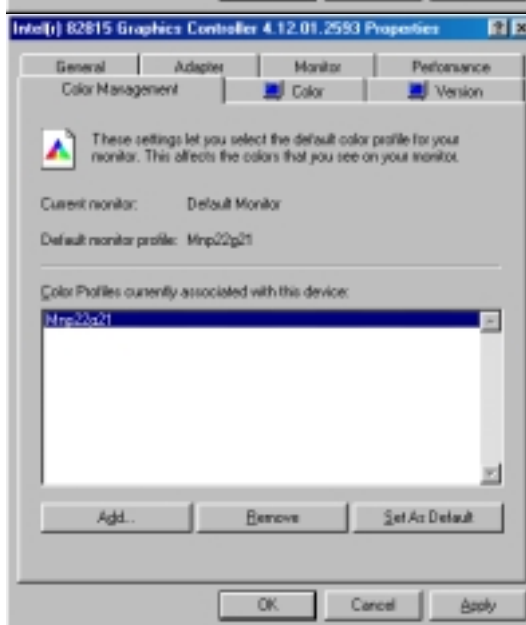 Intel(r) 82815 Graphics Controller 4.12.01.2593 Properties
General Adapter Monitor Performance
Color Management Color Version
These settings let you select the default color profile for your
monitor. This affects the colors that you see on your monitor.
Current monitor: Default Monitor
Default monitor profile: Mnp22g21
Color Profiles currently associated with this device:
Mnp22g21
Add... Remove Set As Default
OK Cancel Apply